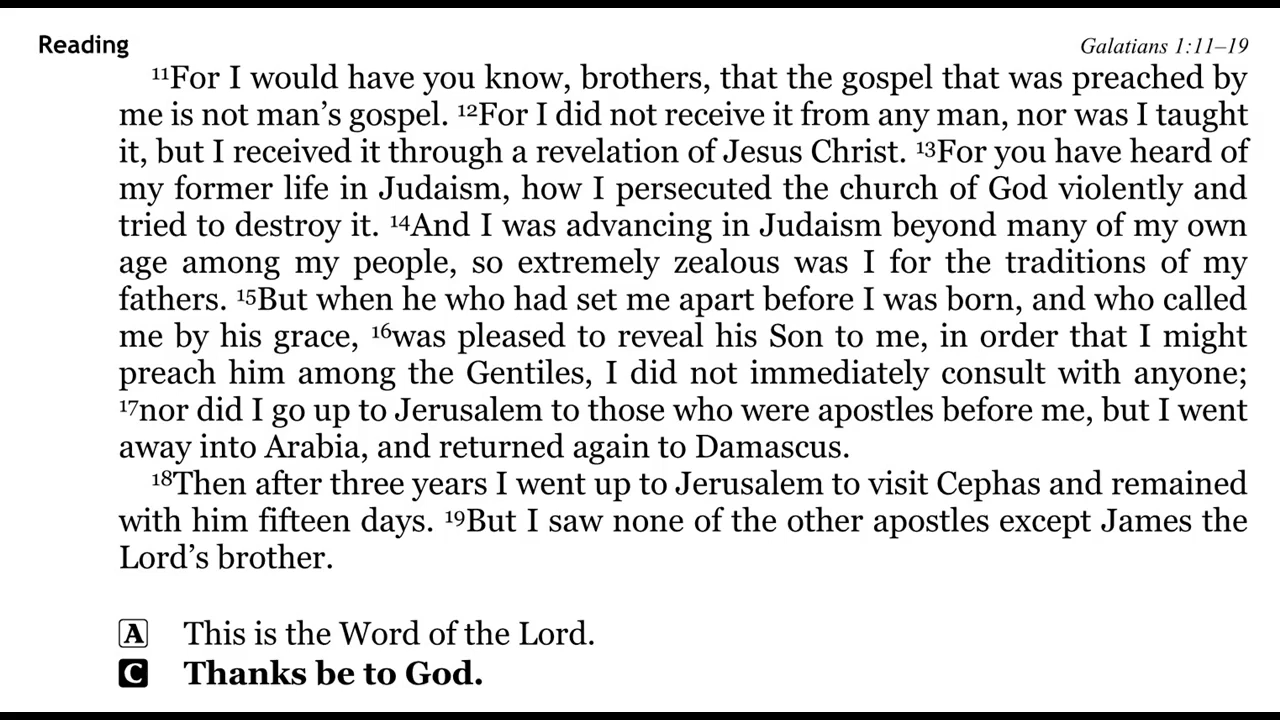 Reading Galatians 1:11–19
¹¹For I would have you know, brothers, that the gospel that was preached by
me is not man’s gospel. ¹²For I did not receive it from any man, nor was I taught
it, but I received it through a revelation of Jesus Christ. ¹³For you have heard of
my former life in Judaism, how I persecuted the church of God violently and
tried to destroy it. ¹⁴And I was advancing in Judaism beyond many of my own
age among my people, so extremely zealous was I for the traditions of my
fathers. ¹⁵But when he who had set me apart before I was born, and who called
me by his grace, ¹⁶was pleased to reveal his Son to me, in order that I might
preach him among the Gentiles, I did not immediately consult with anyone;
¹⁷nor did I go up to Jerusalem to those who were apostles before me, but I went
away into Arabia, and returned again to Damascus.
¹⁸Then after three years I went up to Jerusalem to visit Cephas and remained
with him fifteen days. ¹⁹But I saw none of the other apostles except James the
Lord’s brother.
A This is the Word of the Lord.
C Thanks be to God.